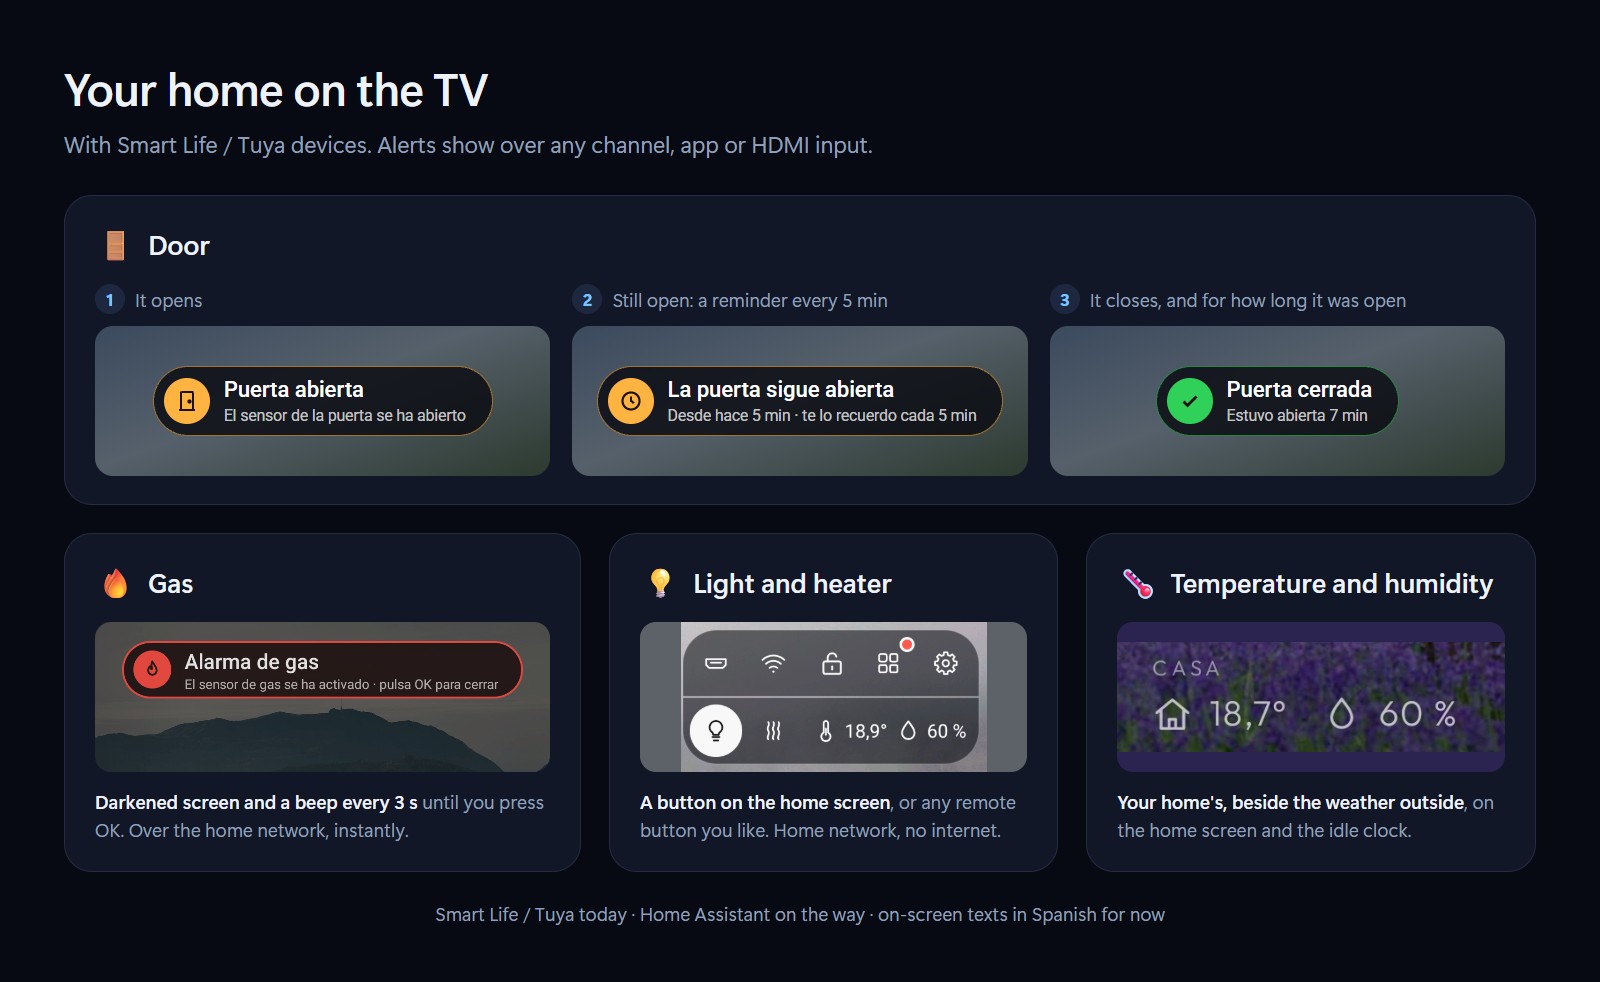 Your home on the TV
With Smart Life / Tuya devices. Alerts show over any channel, app or HDMI input.
Door
1 It opens
2 Still open: a reminder every 5 min
3 It closes, and for how long it was open
Puerta abierta
El sensor de la puerta se ha abierto
La puerta sigue abierta
Desde hace 5 min · te lo recuerdo cada 5 min
Puerta cerrada
Estuvo abierta 7 min
Gas
Alarma de gas
El sensor de gas se ha activado · pulsa OK para cerrar
Darkened screen and a beep every 3 s until you press
OK. Over the home network, instantly.
Light and heater
18,9° 60 %
A button on the home screen, or any remote
button you like. Home network, no internet.
Temperature and humidity
CASA
18,7° 60 %
Your home's, beside the weather outside, on
the home screen and the idle clock.
Smart Life / Tuya today · Home Assistant on the way · on-screen texts in Spanish for now